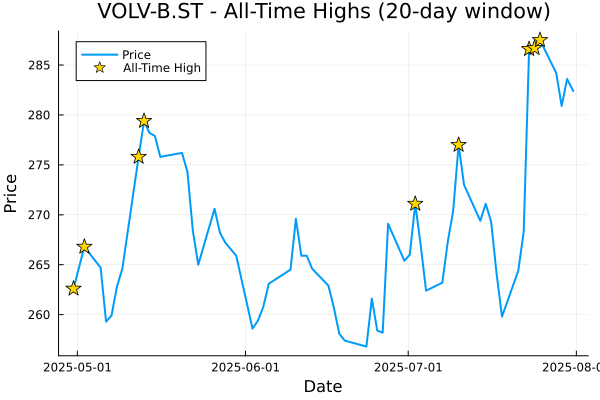 VOLV-B.ST - All-Time Highs (20-day window)
Price
All-Time High
285
280
275
270
265
260
Price
2025-05-01
2025-06-01
2025-07-01
2025-08-0
Date